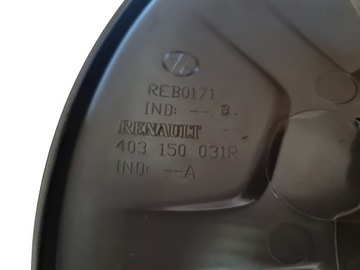 REB0171
IND: -- B.
RENAULT
403 150 031R
IND: --A